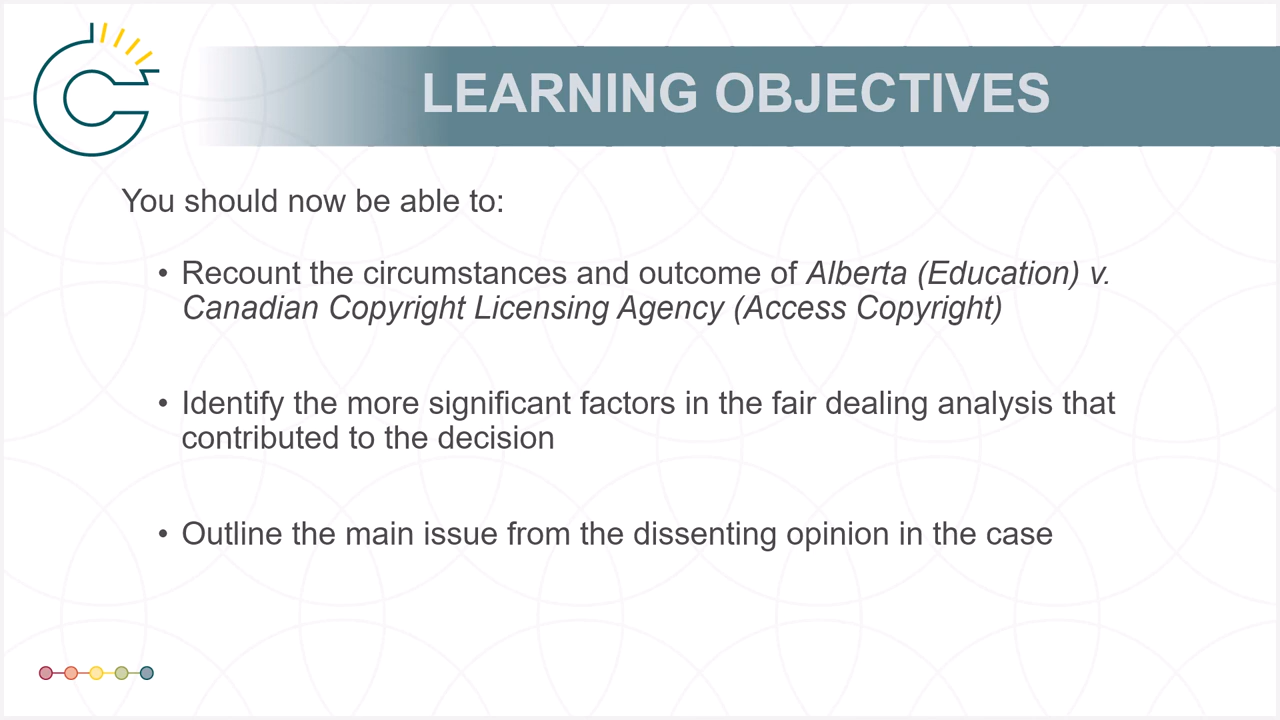 LEARNING OBJECTIVES
You should now be able to:
• Recount the circumstances and outcome of Alberta (Education) v.
Canadian Copyright Licensing Agency (Access Copyright)
• Identify the more significant factors in the fair dealing analysis that
contributed to the decision
• Outline the main issue from the dissenting opinion in the case